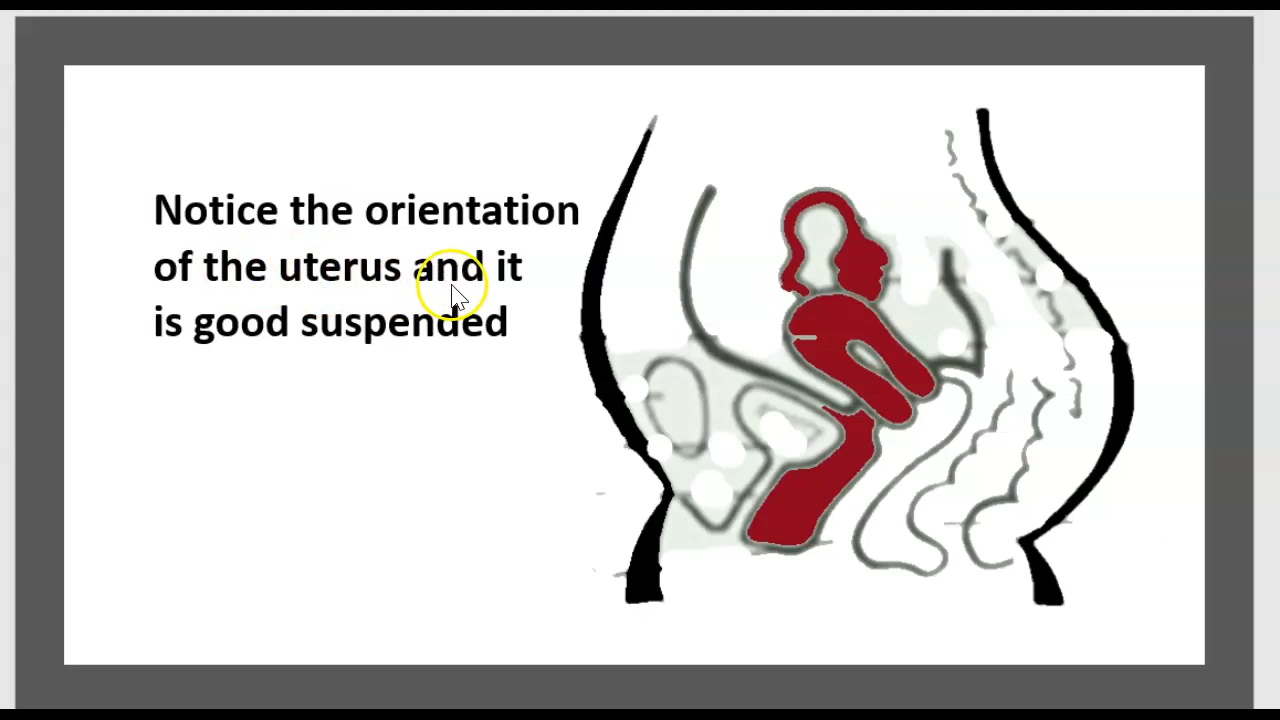 Notice the orientation
of the uterus and it
is good suspended